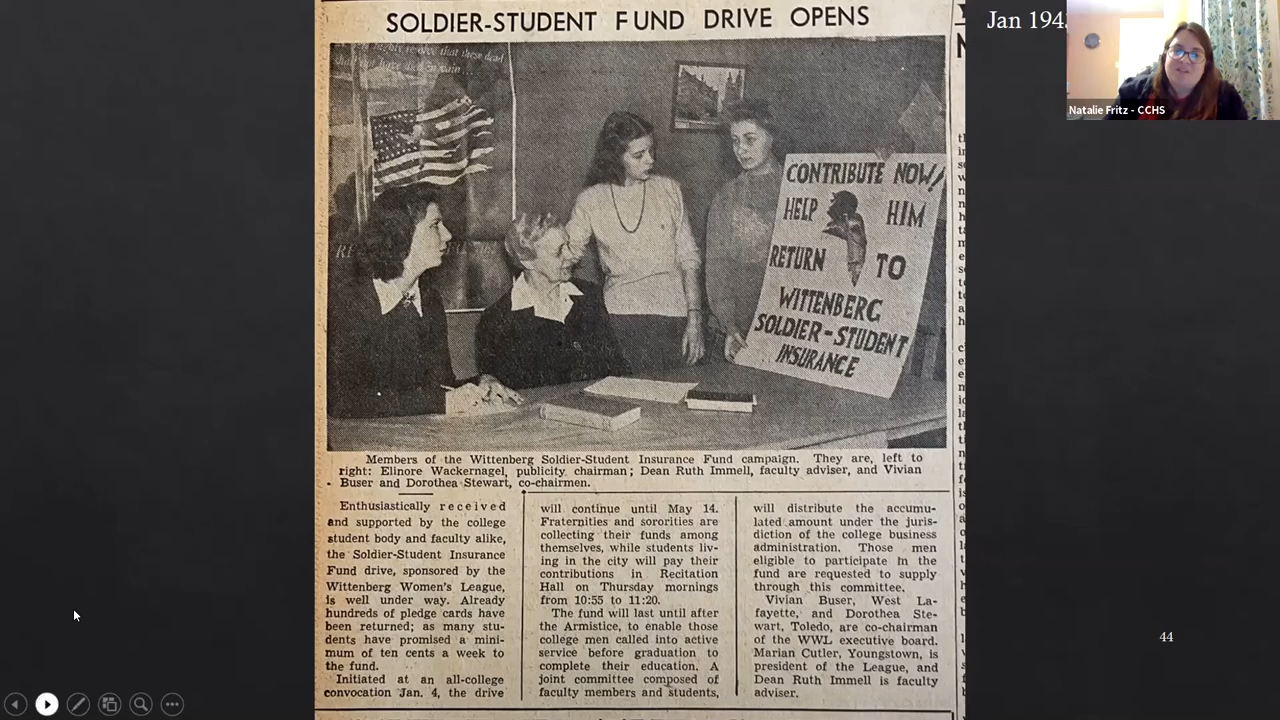 SOLDIER-STUDENT FUND DRIVE OPENS
Jan 194
Natalie Fritz - CCHS
that these dead
CONTRIBUTE NOW!
HELP HIM
RETURN TO
WITTENBERG
SOLDIER-STUDENT
INSURANCE
Members of the Wittenberg Soldier-Student Insurance Fund campaign. They are, left to
right: Elinore Wackernagel, publicity chairman; Dean Ruth Immell, faculty adviser, and Vivian
Buser and Dorothea Stewart, co-chairmen.
Enthusiastically received
and supported by the college
student body and faculty alike,
the Soldier-Student Insurance
Fund drive, sponsored by the
Wittenberg Women's League,
is well under way. Already
hundreds of pledge cards have
been returned; as many stu-
dents have promised a mini-
mum of ten cents a week to
the fund.
Initiated at an all-college
convocation Jan. 4, the drive
will continue until May 14.
Fraternities and sororities are
collecting their funds among
themselves, while students liv-
ing in the city will pay their
contributions in Recitation
Hall on Thursday mornings
from 10:55 to 11:20.
The fund will last until after
the Armistice, to enable those
college men called into active
service before graduation to
complete their education. A
joint committee composed of
faculty members and students,
will distribute the accumu-
lated amount under the juris-
diction of the college business
administration. Those men
eligible to participate in the
fund are requested to supply
through this committee.
Vivian Buser, West La-
fayette, and Dorothea Ste-
wart, Toledo, are co-chairman
of the WWL executive board.
Marian Cutler, Youngstown, is
president of the League, and
Dean Ruth Immell is faculty
adviser.
44